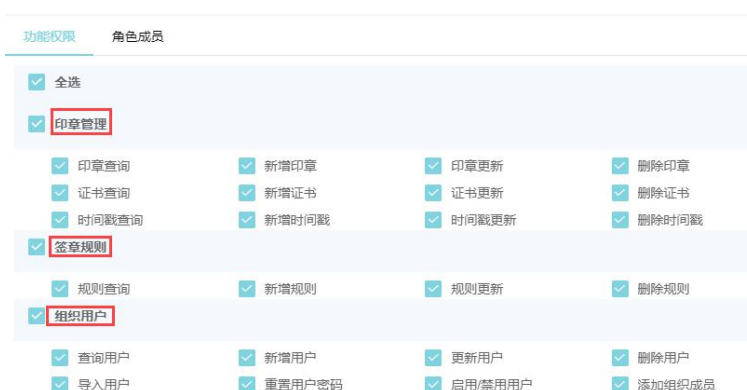 功能权限 角色成员
全选
印章管理
印章查询 新增印章 印章更新 删除印章
证书查询 新增证书 证书更新 删除证书
时间戳查询 新增时间戳 时间戳更新 删除时间戳
签章规则
规则查询 新增规则 规则更新 删除规则
组织用户
查询用户 新增用户 更新用户 删除用户
导入用户 重置用户密码 启用/禁用用户 添加组织成员